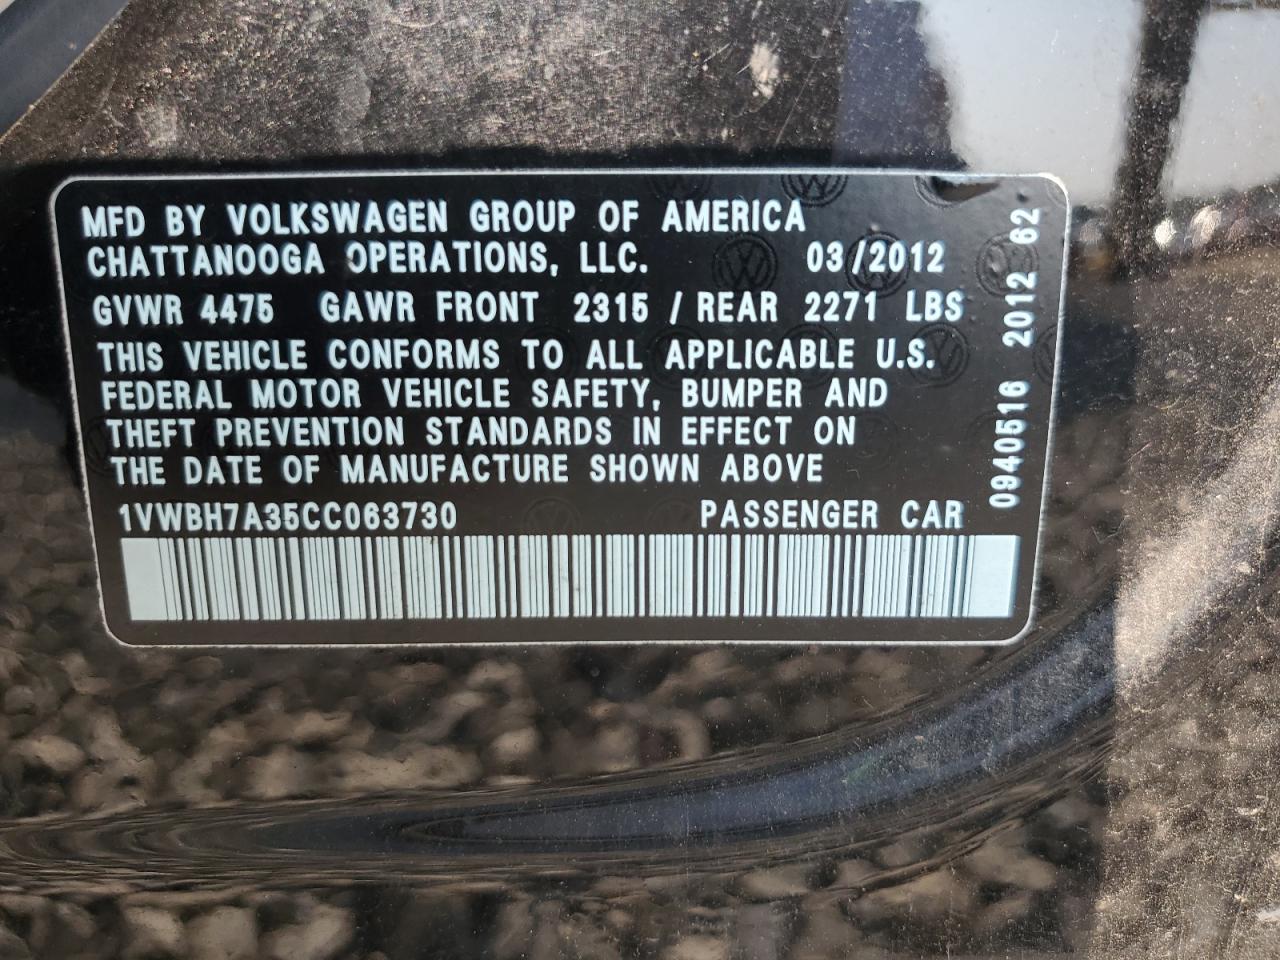 MFD BY VOLKSWAGEN GROUP OF AMERICA
CHATTANOOGA OPERATIONS, LLC. 03/2012
GVWR 4475 GAWR FRONT 2315 / REAR 2271 LBS
THIS VEHICLE CONFORMS TO ALL APPLICABLE U.S.
FEDERAL MOTOR VEHICLE SAFETY, BUMPER AND
THEFT PREVENTION STANDARDS IN EFFECT ON
THE DATE OF MANUFACTURE SHOWN ABOVE
1VWBH7A35CC063730 PASSENGER CAR
0940516 2012 62